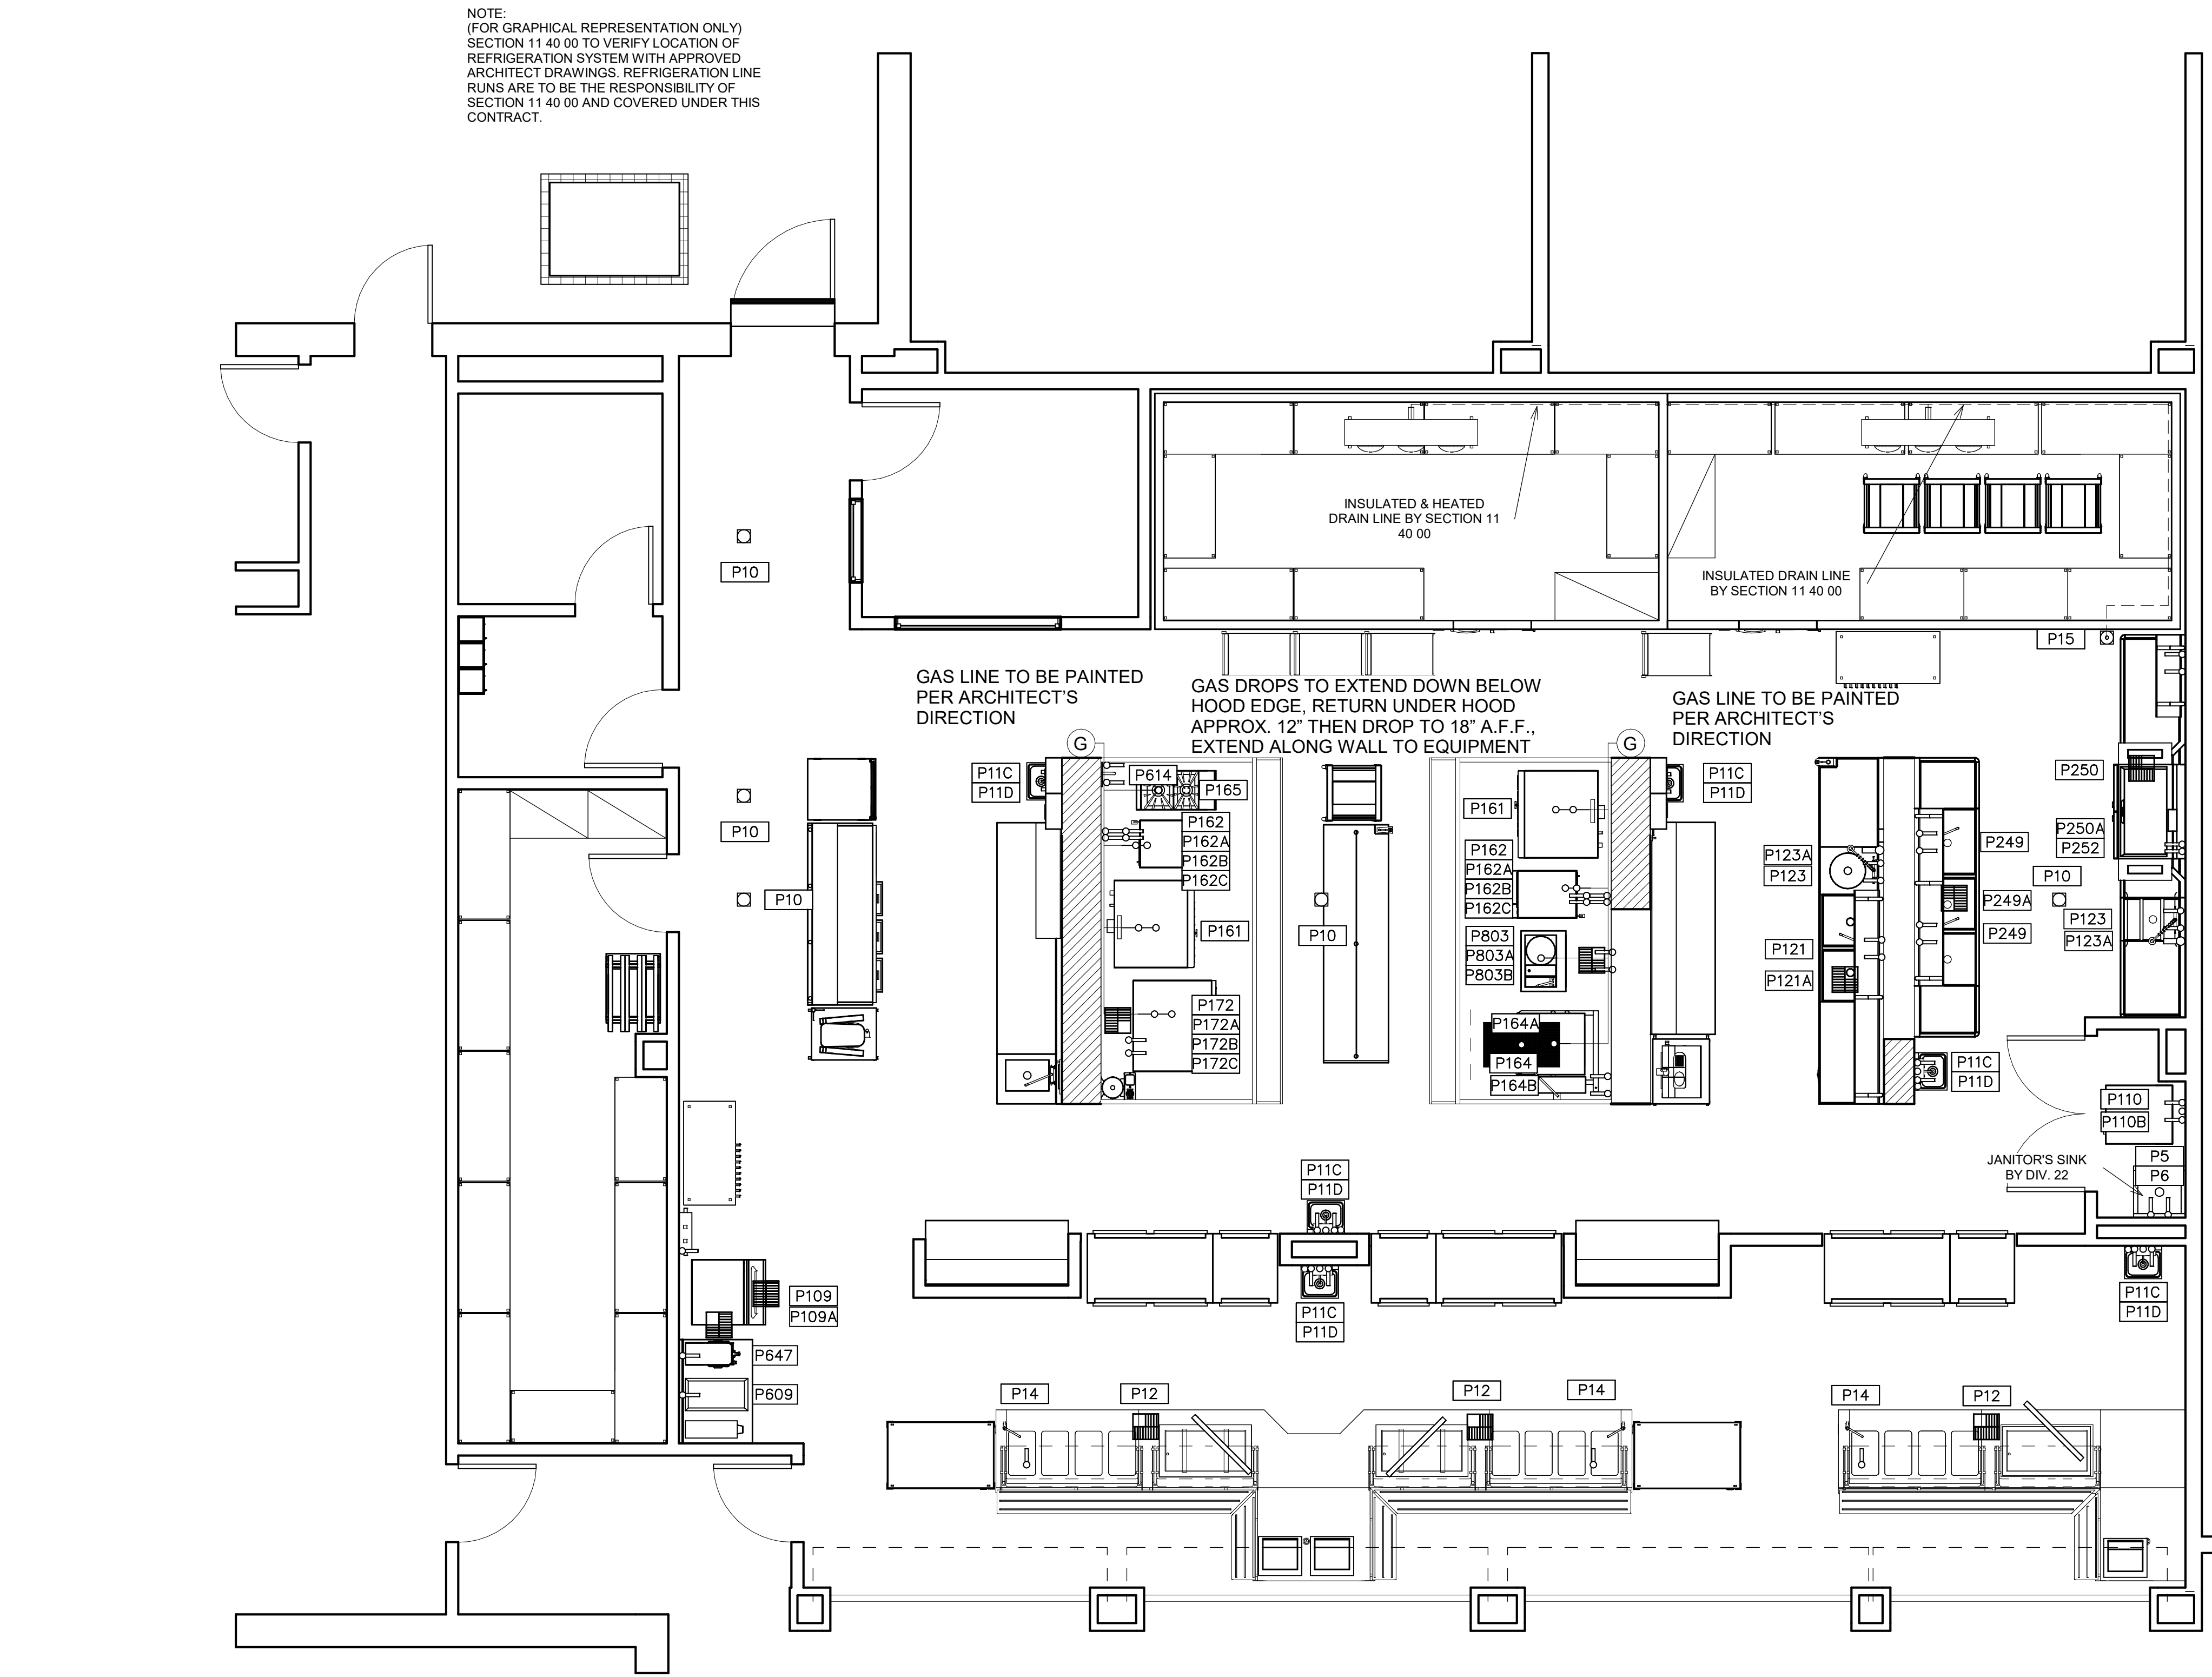 NOTE:
(FOR GRAPHICAL REPRESENTATION ONLY)
SECTION 11 40 00 TO VERIFY LOCATION OF
REFRIGERATION SYSTEM WITH APPROVED
ARCHITECT DRAWINGS. REFRIGERATION LINE
RUNS ARE TO BE THE RESPONSIBILITY OF
SECTION 11 40 00 AND COVERED UNDER THIS
CONTRACT.
INSULATED & HEATED
DRAIN LINE BY SECTION 11
40 00
INSULATED DRAIN LINE
BY SECTION 11 40 00
P10
P15
GAS LINE TO BE PAINTED
PER ARCHITECT'S
DIRECTION
GAS DROPS TO EXTEND DOWN BELOW
HOOD EDGE, RETURN UNDER HOOD
APPROX. 12" THEN DROP TO 18" A.F.F.,
EXTEND ALONG WALL TO EQUIPMENT
GAS LINE TO BE PAINTED
PER ARCHITECT'S
DIRECTION
G
G
P10
P10
P11C
P11D
P614
P165
P162
P162A
P162B
P162C
P161
P172
P172A
P172B
P172C
P10
P161
P162
P162A
P162B
P162C
P803
P803A
P803B
P164A
P164
P164B
P11C
P11D
P123A
P123
P121
P121A
P249
P249A
P249
P11C
P11D
P250
P250A
P252
P10
P123
P123A
P110
P110B
P5
P6
JANITOR'S SINK
BY DIV. 22
P11C
P11D
P11C
P11D
P11C
P11D
P109
P109A
P647
P609
P14
P12
P12
P14
P14
P12